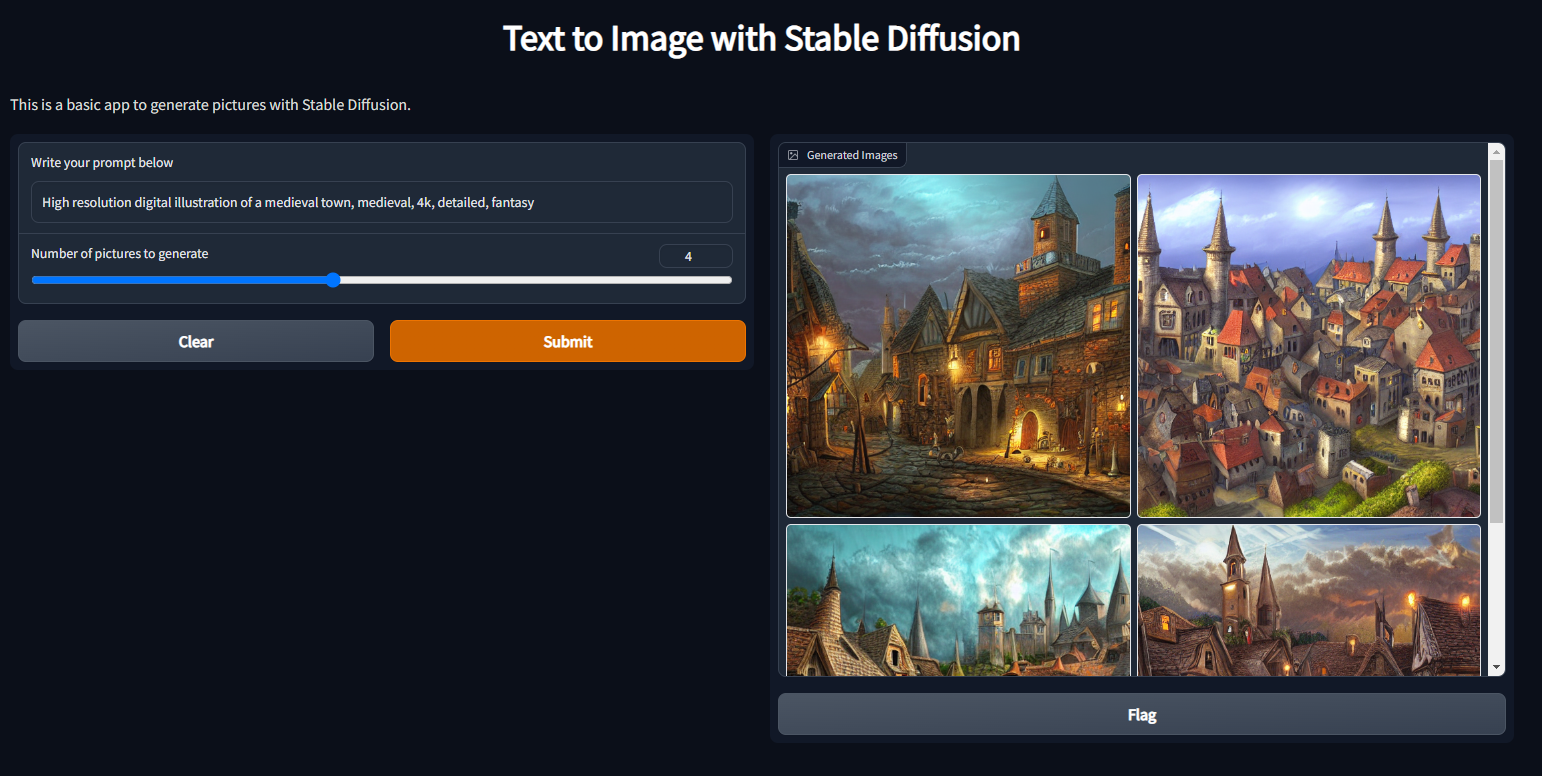 Text to Image with Stable Diffusion
This is a basic app to generate pictures with Stable Diffusion.
Write your prompt below
High resolution digital illustration of a medieval town, medieval, 4k, detailed, fantasy
Number of pictures to generate
4
Clear
Submit
Generated Images
Flag